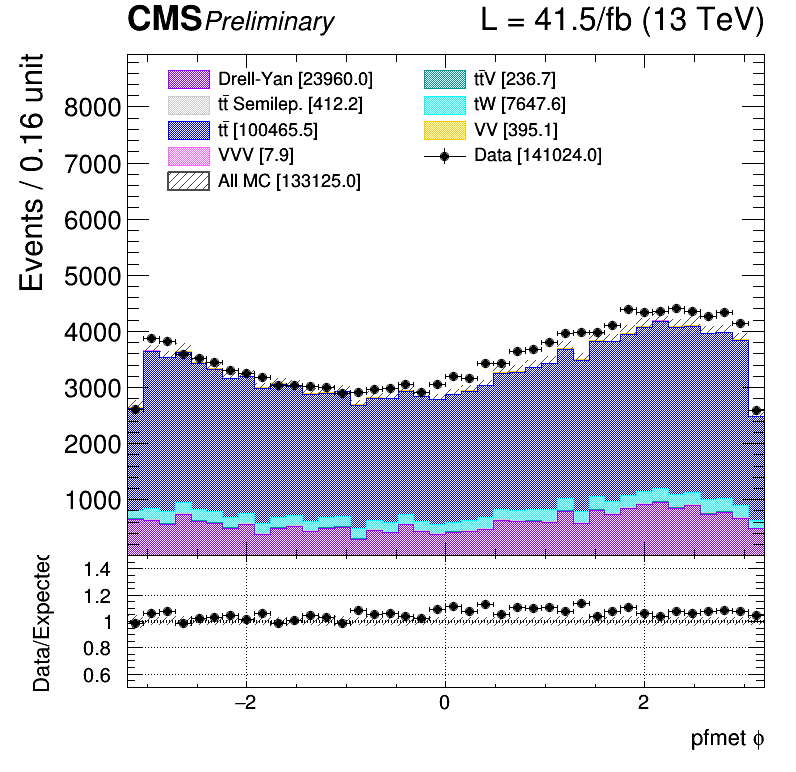 CMS Preliminary L = 41.5/fb (13 TeV)
Events / 0.16 unit
Drell-Yan [23960.0]
tt̄ Semilep. [412.2]
tt̄ [100465.5]
VVV [7.9]
All MC [133125.0]
tt̄V [236.7]
tW [7647.6]
VV [395.1]
Data [141024.0]
8000
7000
6000
5000
4000
3000
2000
1000
Data/Expected
1.4
1.2
1
0.8
0.6
−2 0 2
pfmet ϕ